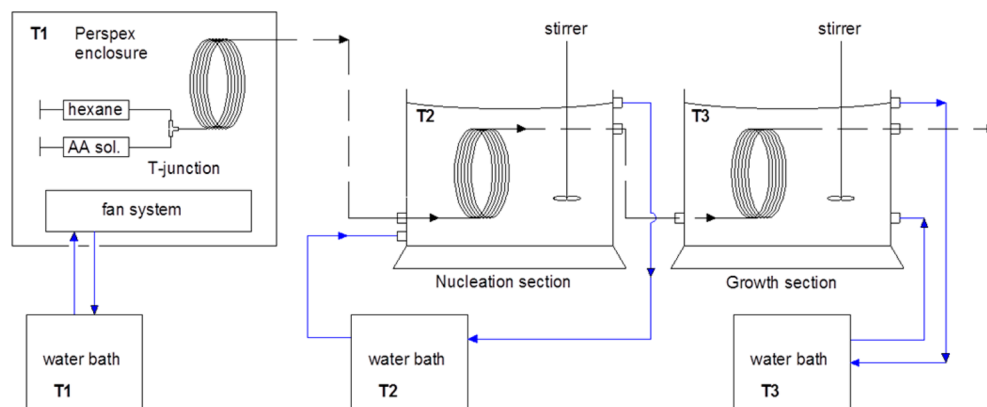 T1 Perspex
enclosure
hexane
AA sol.
T-junction
fan system
water bath
T1
stirrer
T2
Nucleation section
water bath
T2
stirrer
T3
Growth section
water bath
T3